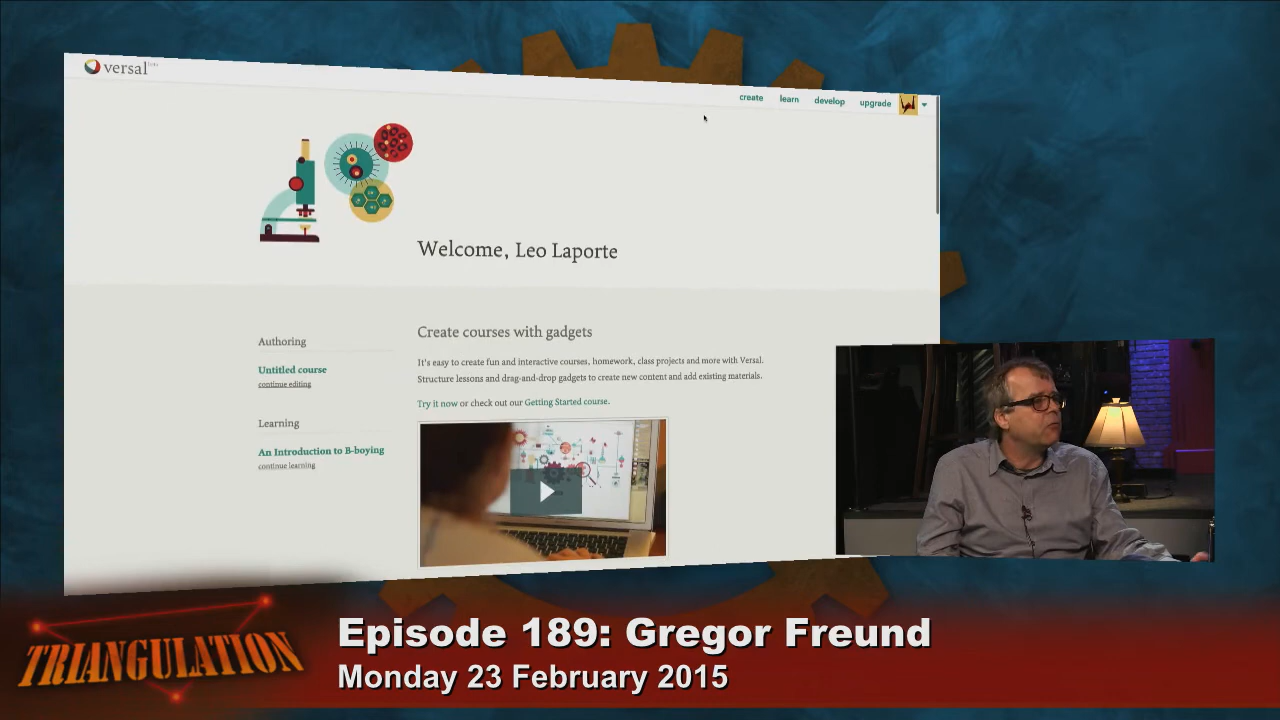 versal beta
create learn develop upgrade
Welcome, Leo Laporte
Authoring
Untitled course
continue editing
Learning
An Introduction to B-boying
continue learning
Create courses with gadgets
It's easy to create fun and interactive courses, homework, class projects and more with Versal.
Structure lessons and drag-and-drop gadgets to create new content and add existing materials.
Try it now or check out our Getting Started course.
TRIANGULATION
Episode 189: Gregor Freund
Monday 23 February 2015